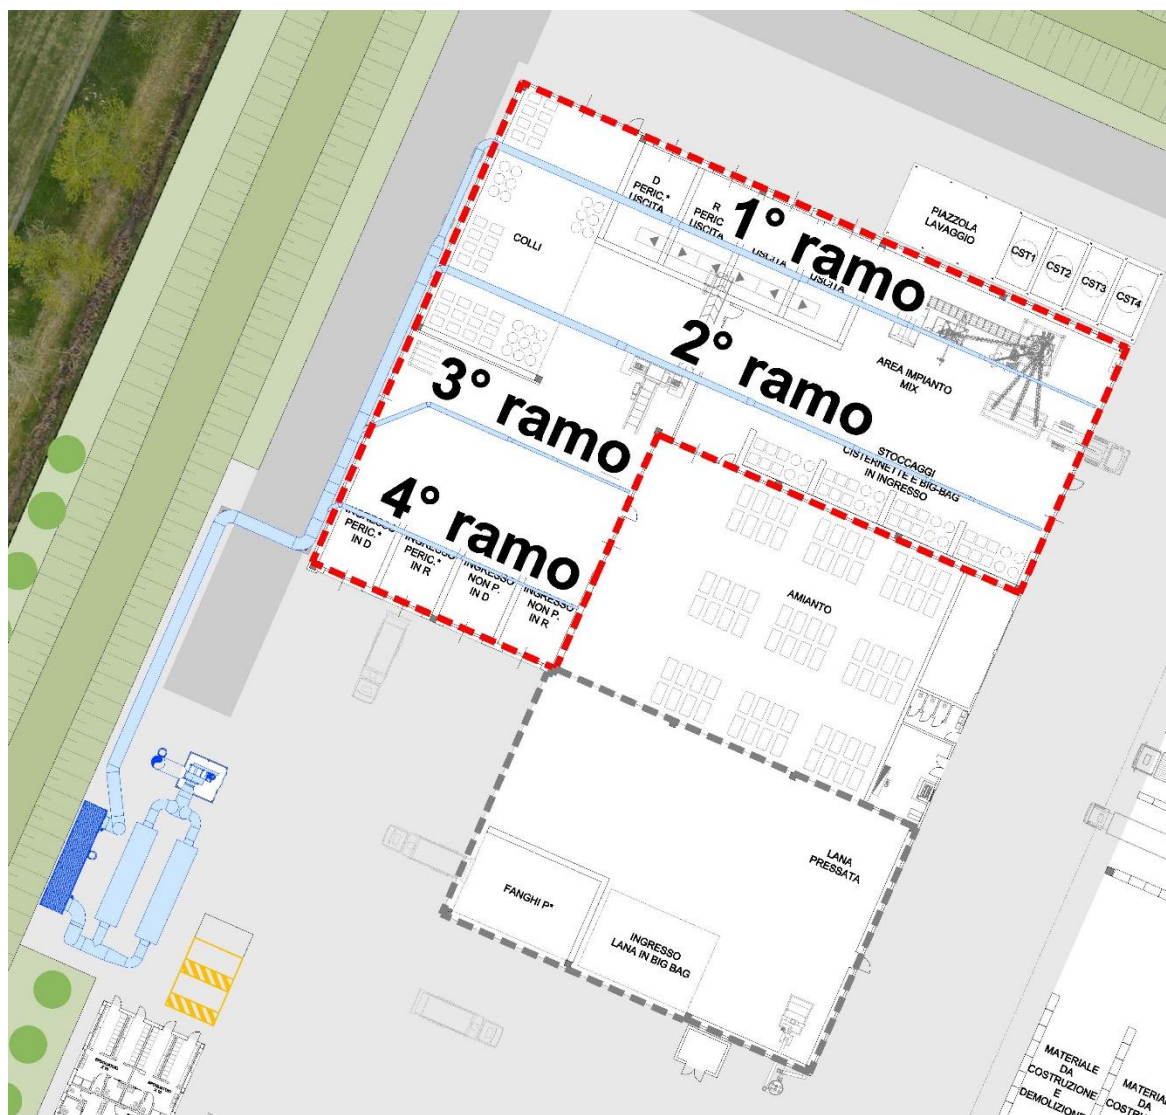 D
PERIC.*
USCITA
R
PERIC
USCITA
USCITA
USCITA
1° ramo
PIAZZOLA
LAVAGGIO
CST1
CST2
CST3
CST4
COLLI
2° ramo
AREA IMPIANTO
MIX
3° ramo
STOCCAGGI
CISTERNETTE E BIG-BAG
IN INGRESSO
4° ramo
INGRESSO
PERIC.*
IN D
INGRESSO
PERIC.*
IN R
INGRESSO
NON P.
IN D
INGRESSO
NON P.
IN R
AMIANTO
LANA
PRESSATA
FANGHI P*
INGRESSO
LANA IN BIG BAG
MATERIALE
DA
COSTRUZIONE
E
DEMOLIZIONE
MATERIA
DA
COSTRU